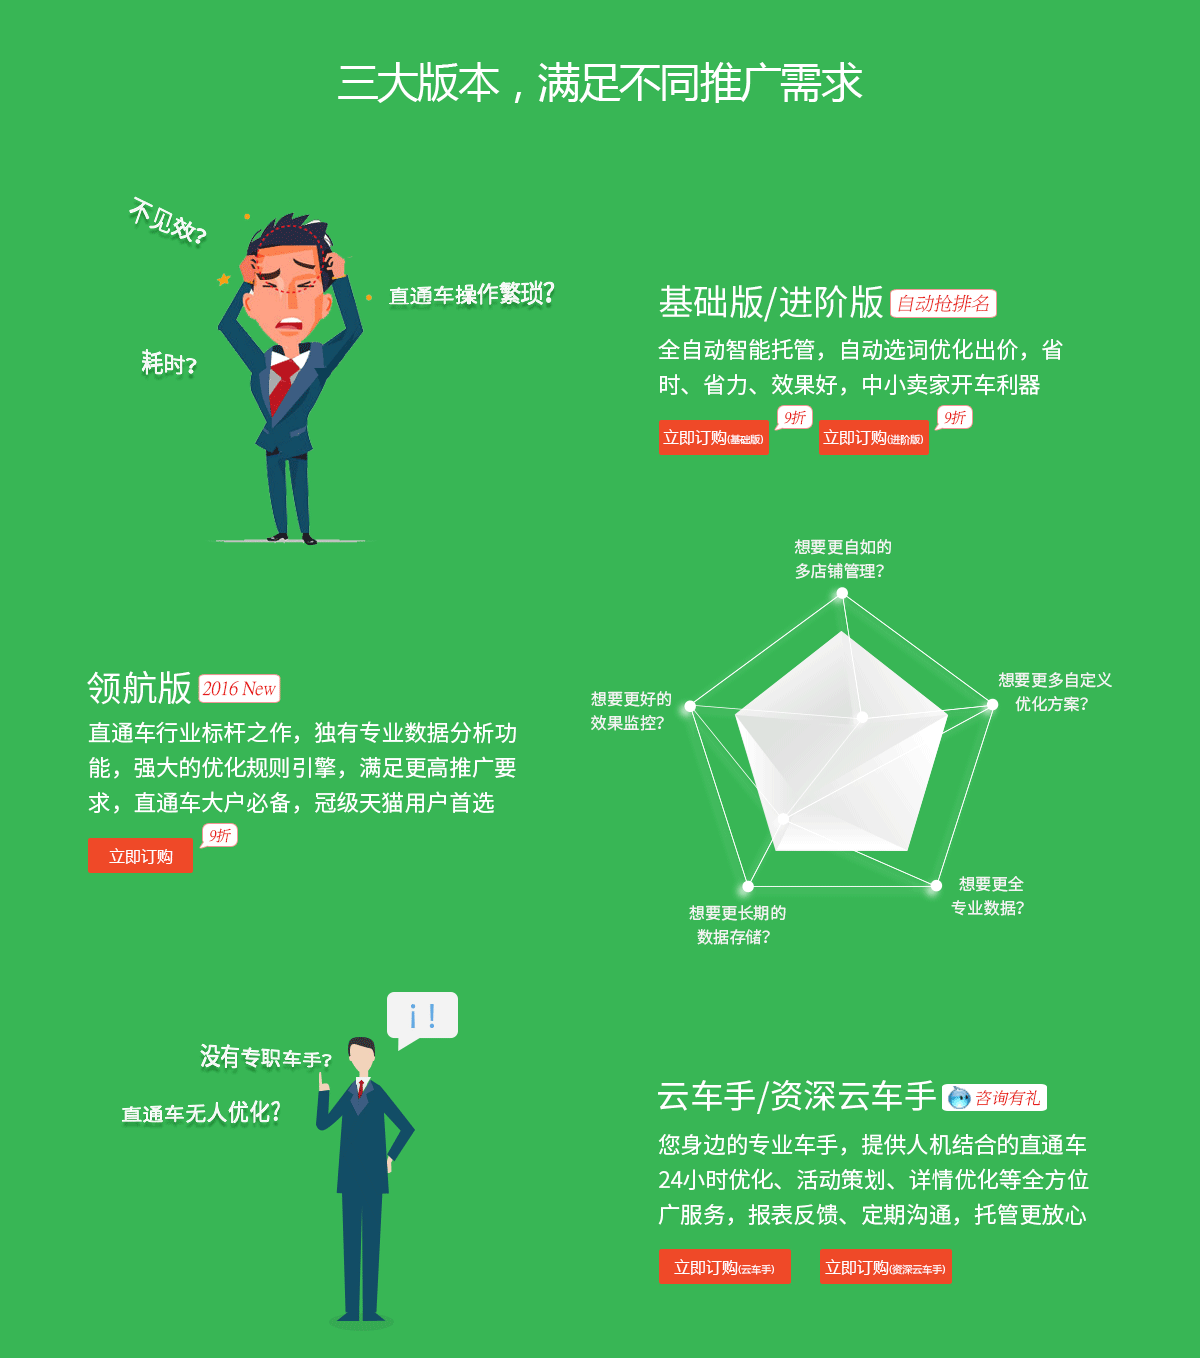 三大版本，满足不同推广需求
不见效?
直通车操作繁琐?
耗时?
基础版/进阶版 自动抢排名
全自动智能托管，自动选词优化出价，省
时、省力、效果好，中小卖家开车利器
9折
9折
立即订购(基础版)
立即订购(进阶版)
想要更自如的
多店铺管理?
想要更好的
效果监控?
想要更多自定义
优化方案?
想要更长期的
数据存储?
想要更全
专业数据?
领航版 2016 New
直通车行业标杆之作，独有专业数据分析功
能，强大的优化规则引擎，满足更高推广要
求，直通车大户必备，冠级天猫用户首选
9折
立即订购
¡ !
没有专职车手?
直通车无人优化?
云车手/资深云车手 咨询有礼
您身边的专业车手，提供人机结合的直通车
24小时优化、活动策划、详情优化等全方位
广服务，报表反馈、定期沟通，托管更放心
立即订购(云车手)
立即订购(资深云车手)